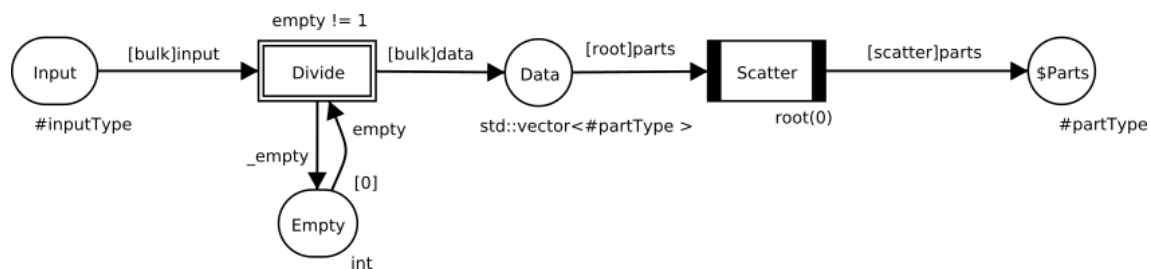 empty != 1
[bulk]input
[bulk]data
[root]parts
[scatter]parts
Input
Divide
Data
Scatter
$Parts
#inputType
std::vector<#partType >
root(0)
#partType
empty
_empty
[0]
Empty
int